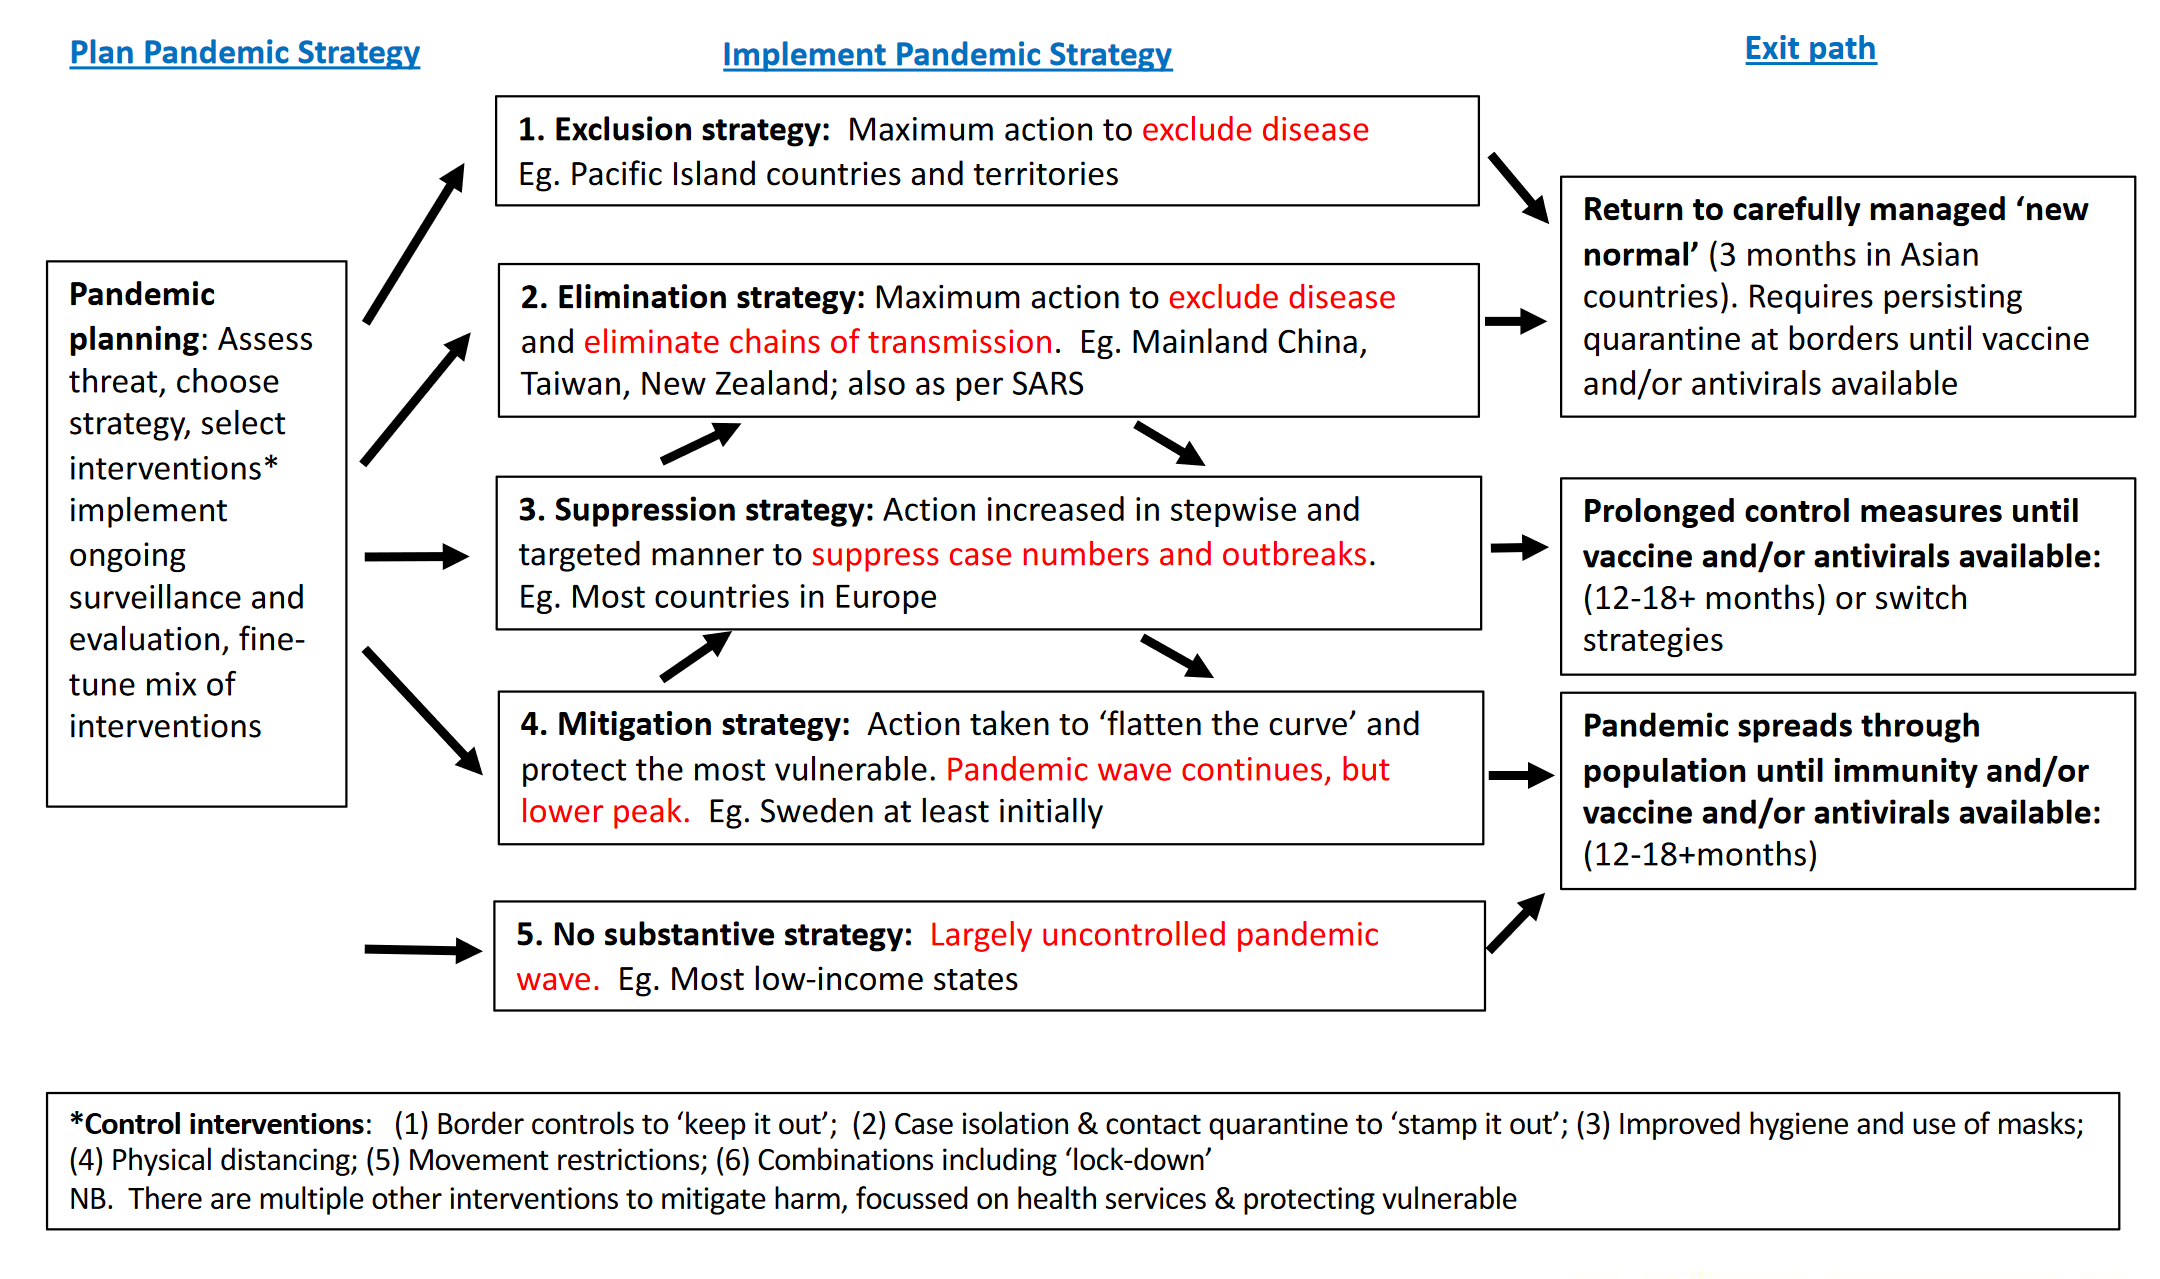 Plan Pandemic Strategy
Implement Pandemic Strategy
Exit path
Pandemic
planning: Assess
threat, choose
strategy, select
interventions*
implement
ongoing
surveillance and
evaluation, fine-
tune mix of
interventions
1. Exclusion strategy:  Maximum action to exclude disease
Eg. Pacific Island countries and territories
2. Elimination strategy: Maximum action to exclude disease
and eliminate chains of transmission.  Eg. Mainland China,
Taiwan, New Zealand; also as per SARS
3. Suppression strategy: Action increased in stepwise and
targeted manner to suppress case numbers and outbreaks.
Eg. Most countries in Europe
4. Mitigation strategy:  Action taken to ‘flatten the curve’ and
protect the most vulnerable. Pandemic wave continues, but
lower peak.  Eg. Sweden at least initially
5. No substantive strategy:  Largely uncontrolled pandemic
wave.  Eg. Most low-income states
Return to carefully managed ‘new
normal’ (3 months in Asian
countries). Requires persisting
quarantine at borders until vaccine
and/or antivirals available
Prolonged control measures until
vaccine and/or antivirals available:
(12-18+ months) or switch
strategies
Pandemic spreads through
population until immunity and/or
vaccine and/or antivirals available:
(12-18+months)
*Control interventions:  (1) Border controls to ‘keep it out’;  (2) Case isolation & contact quarantine to ‘stamp it out’; (3) Improved hygiene and use of masks;
(4) Physical distancing; (5) Movement restrictions; (6) Combinations including ‘lock-down’
NB.  There are multiple other interventions to mitigate harm, focussed on health services & protecting vulnerable